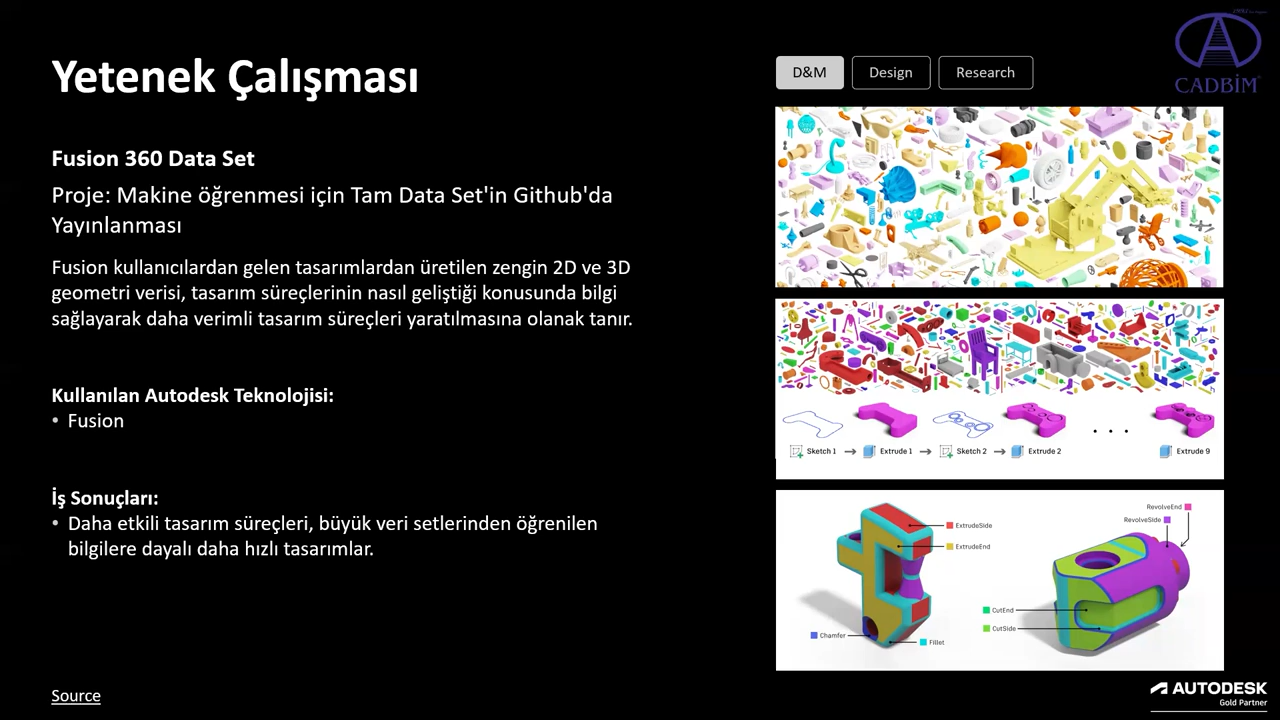 Yetenek Çalışması
Fusion 360 Data Set
Proje: Makine öğrenmesi için Tam Data Set'in Github'da
Yayınlanması
Fusion kullanıcılardan gelen tasarımlardan üretilen zengin 2D ve 3D
geometri verisi, tasarım süreçlerinin nasıl geliştiği konusunda bilgi
sağlayarak daha verimli tasarım süreçleri yaratılmasına olanak tanır.
Kullanılan Autodesk Teknolojisi:
• Fusion
İş Sonuçları:
• Daha etkili tasarım süreçleri, büyük veri setlerinden öğrenilen
bilgilere dayalı daha hızlı tasarımlar.
Source
D&M
Design
Research
CADBİM
Sketch 1
Extrude 1
Sketch 2
Extrude 2
. . .
Extrude 9
ExtrudeSide
ExtrudeEnd
Chamfer
Fillet
RevolveEnd
RevolveSide
CutEnd
CutSide
AUTODESK
Gold Partner